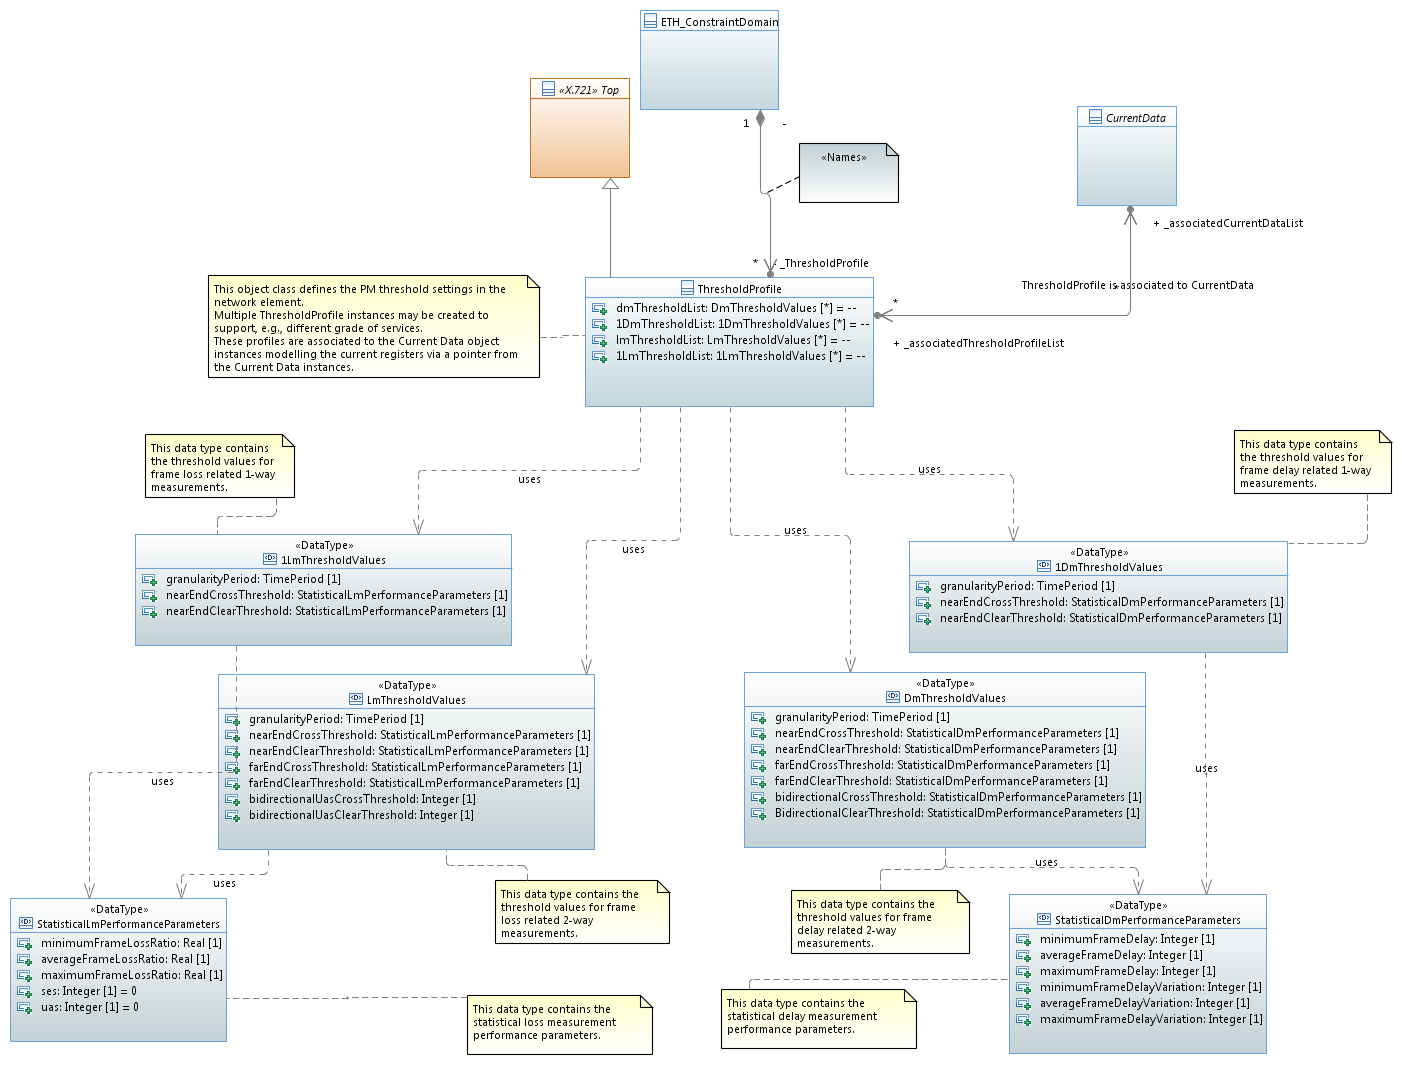 ETH_ConstraintDomain
«X.721» Top
1
-
«Names»
CurrentData
+ _associatedCurrentDataList
ThresholdProfile is associated to CurrentData
*
- _ThresholdProfile
*
+ _associatedThresholdProfileList
This object class defines the PM threshold settings in the
network element.
Multiple ThresholdProfile instances may be created to
support, e.g., different grade of services.
These profiles are associated to the Current Data object
instances modelling the current registers via a pointer from
the Current Data instances.
ThresholdProfile
dmThresholdList: DmThresholdValues [*] = --
1DmThresholdList: 1DmThresholdValues [*] = --
lmThresholdList: LmThresholdValues [*] = --
1LmThresholdList: 1LmThresholdValues [*] = --
This data type contains
the threshold values for
frame loss related 1-way
measurements.
This data type contains
the threshold values for
frame delay related 1-way
measurements.
uses
uses
uses
uses
«DataType»
1LmThresholdValues
granularityPeriod: TimePeriod [1]
nearEndCrossThreshold: StatisticalLmPerformanceParameters [1]
nearEndClearThreshold: StatisticalLmPerformanceParameters [1]
«DataType»
1DmThresholdValues
granularityPeriod: TimePeriod [1]
nearEndCrossThreshold: StatisticalDmPerformanceParameters [1]
nearEndClearThreshold: StatisticalDmPerformanceParameters [1]
«DataType»
LmThresholdValues
granularityPeriod: TimePeriod [1]
nearEndCrossThreshold: StatisticalLmPerformanceParameters [1]
nearEndClearThreshold: StatisticalLmPerformanceParameters [1]
farEndCrossThreshold: StatisticalLmPerformanceParameters [1]
farEndClearThreshold: StatisticalLmPerformanceParameters [1]
bidirectionalUasCrossThreshold: Integer [1]
bidirectionalUasClearThreshold: Integer [1]
«DataType»
DmThresholdValues
granularityPeriod: TimePeriod [1]
nearEndCrossThreshold: StatisticalDmPerformanceParameters [1]
nearEndClearThreshold: StatisticalDmPerformanceParameters [1]
farEndCrossThreshold: StatisticalDmPerformanceParameters [1]
farEndClearThreshold: StatisticalDmPerformanceParameters [1]
bidirectionalCrossThreshold: StatisticalDmPerformanceParameters [1]
BidirectionalClearThreshold: StatisticalDmPerformanceParameters [1]
uses
uses
uses
uses
This data type contains the
threshold values for frame
loss related 2-way
measurements.
This data type contains the
threshold values for frame
delay related 2-way
measurements.
«DataType»
StatisticalLmPerformanceParameters
minimumFrameLossRatio: Real [1]
averageFrameLossRatio: Real [1]
maximumFrameLossRatio: Real [1]
ses: Integer [1] = 0
uas: Integer [1] = 0
«DataType»
StatisticalDmPerformanceParameters
minimumFrameDelay: Integer [1]
averageFrameDelay: Integer [1]
maximumFrameDelay: Integer [1]
minimumFrameDelayVariation: Integer [1]
averageFrameDelayVariation: Integer [1]
maximumFrameDelayVariation: Integer [1]
This data type contains the
statistical loss measurement
performance parameters.
This data type contains the
statistical delay measurement
performance parameters.